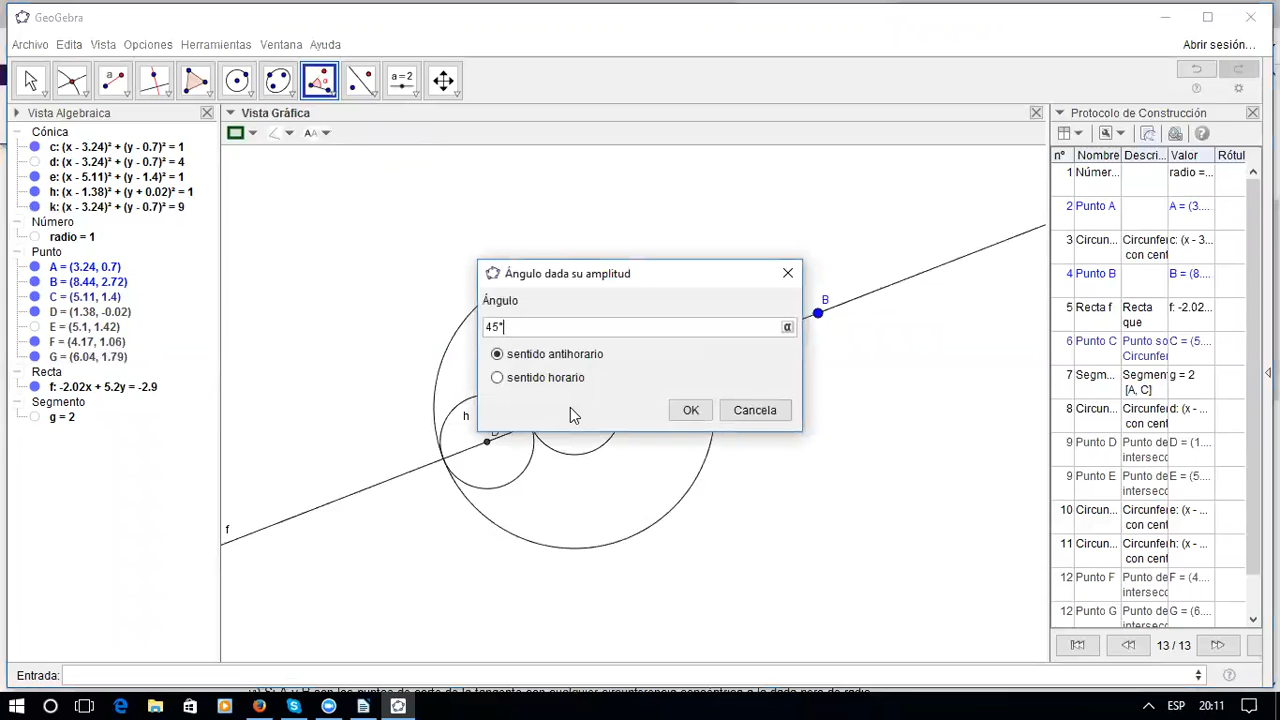 GeoGebra
Archivo Edita Vista Opciones Herramientas Ventana Ayuda
Abrir sesión...
a=2
Vista Algebraica
Cónica
c: (x - 3.24)² + (y - 0.7)² = 1
d: (x - 3.24)² + (y - 0.7)² = 4
e: (x - 5.11)² + (y - 1.4)² = 1
h: (x - 1.38)² + (y + 0.02)² = 1
k: (x - 3.24)² + (y - 0.7)² = 9
Número
radio = 1
Punto
A = (3.24, 0.7)
B = (8.44, 2.72)
C = (5.11, 1.4)
D = (1.38, -0.02)
E = (5.1, 1.42)
F = (4.17, 1.06)
G = (6.04, 1.79)
Recta
f: -2.02x + 5.2y = -2.9
Segmento
g = 2
Vista Gráfica
AA
B
h
f
Ángulo dada su amplitud
Ángulo
45°
α
sentido antihorario
sentido horario
OK Cancela
Protocolo de Construcción
nº Nombre Descri... Valor Rótul
1 Númer... radio =...
2 Punto A A = (3....
3 Circun... Circunfer c: (x - 3...
con cent
4 Punto B B = (8....
5 Recta f Recta f: -2.02...
que
6 Punto C Punto so C = (5....
Circunfer
7 Segm... Segment g = 2
[A, C]
8 Circun... Circunfer d: (x - ...
con cent
9 Punto D Punto de D = (1....
intersecc
9 Punto E Punto de E = (5....
intersecc
10 Circun... Circunfer e: (x - ...
con cent
11 Circun... Circunfer h: (x - ...
con cent
12 Punto F Punto de F = (4....
intersecc
12 Punto G Punto de G = (6....
intersecc
13 / 13
Entrada:
ESP 20:11